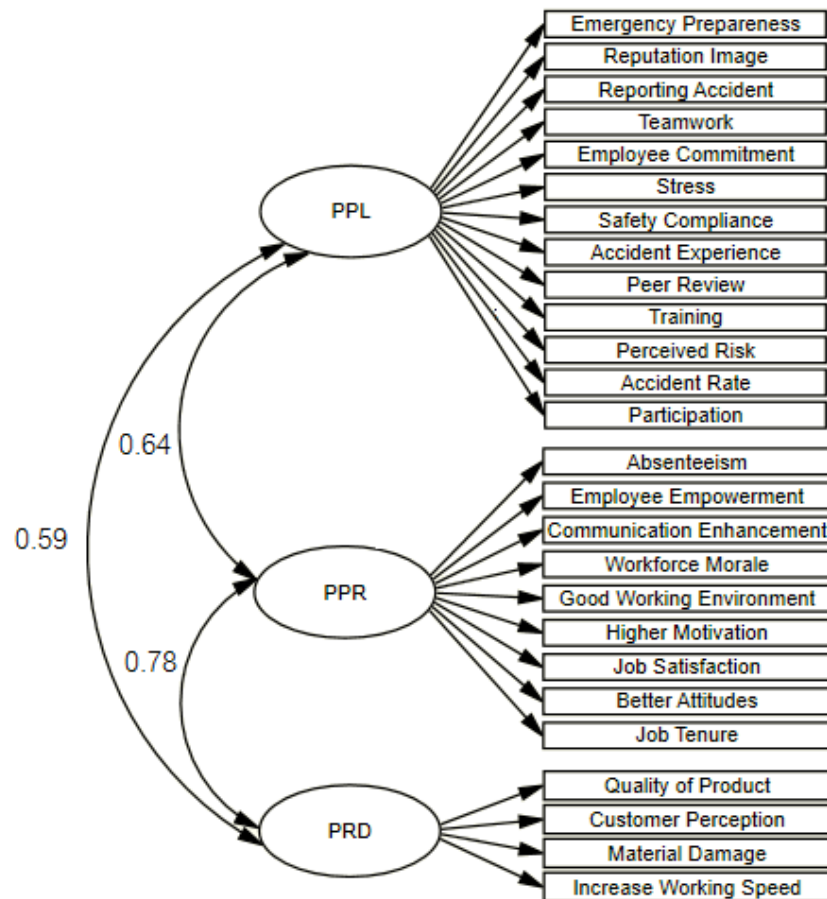 Emergency Prepareness
Reputation Image
Reporting Accident
Teamwork
Employee Commitment
Stress
PPL
Safety Compliance
Accident Experience
Peer Review
Training
Perceived Risk
Accident Rate
Participation
0.64
Absenteeism
Employee Empowerment
Communication Enhancement
0.59
Workforce Morale
PPR
Good Working Environment
Higher Motivation
0.78
Job Satisfaction
Better Attitudes
Job Tenure
Quality of Product
Customer Perception
PRD
Material Damage
Increase Working Speed